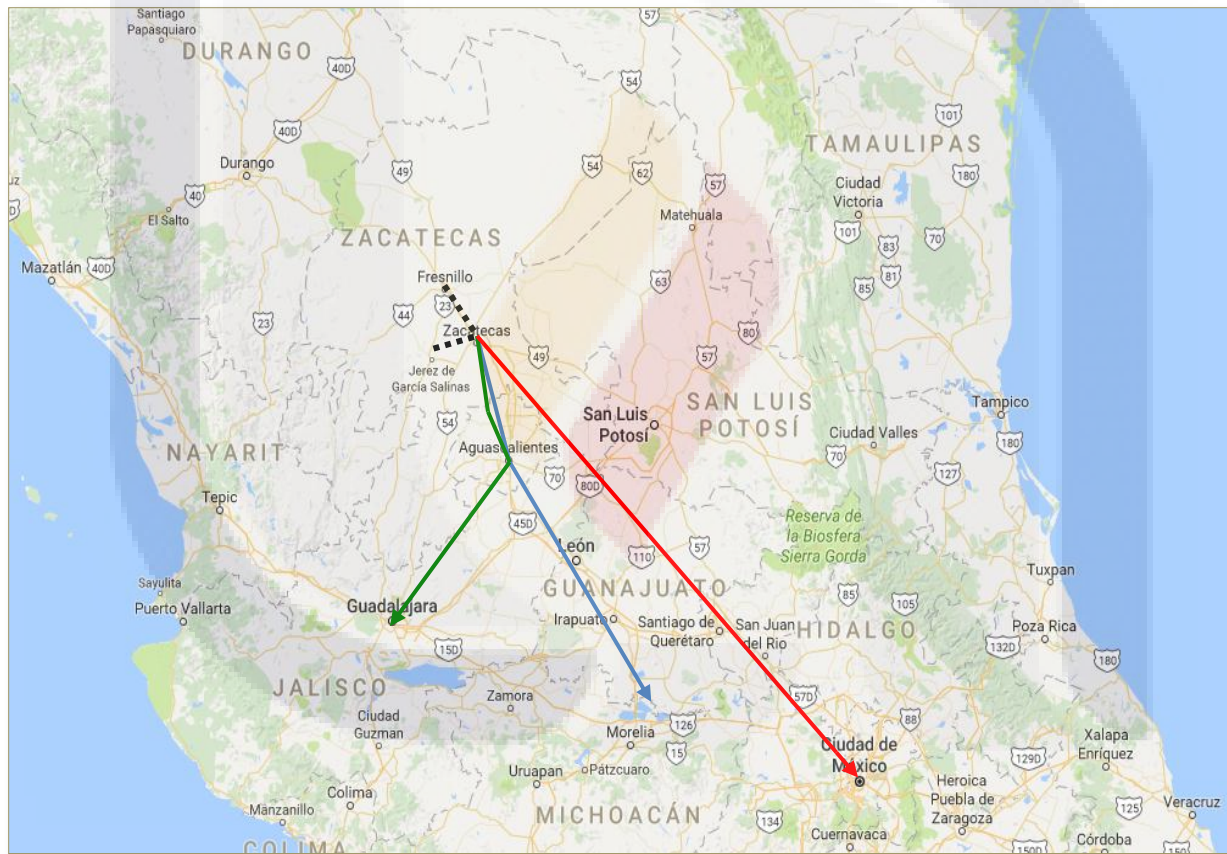 Santiago
Papasquiaro
57
DURANGO
40D
54
101
TAMAULIPAS
40D
Durango
49
54
62
57
180
Ciudad
Victoria
40
El Salto
Matehuala
101
83
70
ZACATECAS
Mazatlán
40D
Fresnillo
63
85
81
23
44
23
Zacatecas
80
49
57
Jerez de
García Salinas
SAN LUIS
POTOSÍ
San Luis
Potosí
Tampico
54
180
NAYARIT
Aguascalientes
Ciudad Valles
70
70
127
80D
Tepic
45D
Reserva de
la Biosfera
Sierra Gorda
León
110
57
Tuxpan
Sayulita
Puerto Vallarta
GUANAJUATO
85
105
Guadalajara
Irapuato
Santiago de
Querétaro
San Juan
del Rio
HIDALGO
Poza Rica
132D
15D
180
JALISCO
Zamora
57D
Ciudad
Guzman
126
88
Morelia
15
Ciudad de
México
Xalapa
Enríquez
129D
Uruapan
Pátzcuaro
Colima
Heroica
Puebla de
Zaragoza
Manzanillo
MICHOACÁN
125
Veracruz
134
Cuernavaca
Córdoba
COLIMA
150D
150